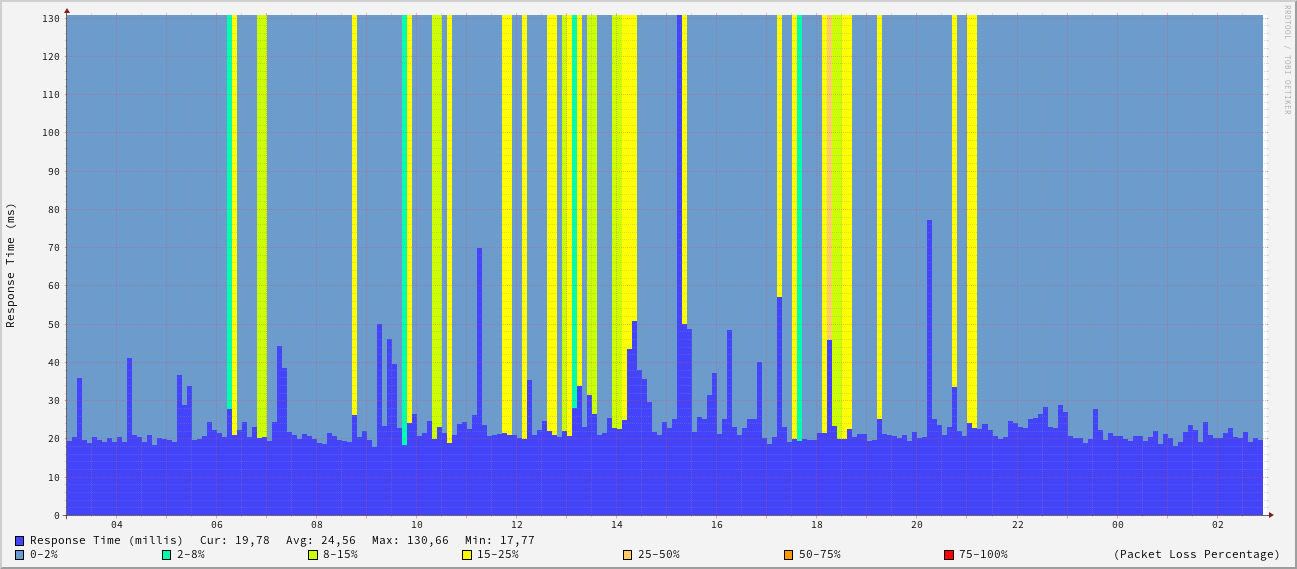 RRDTOOL / TOBI OETIKER
Response Time (ms)
130
120
110
100
90
80
70
60
50
40
30
20
10
0
04 06 08 10 12 14 16 18 20 22 00 02
Response Time (millis) Cur: 19,78 Avg: 24,56 Max: 130,66 Min: 17,77
0-2% 2-8% 8-15% 15-25% 25-50% 50-75% 75-100% (Packet Loss Percentage)